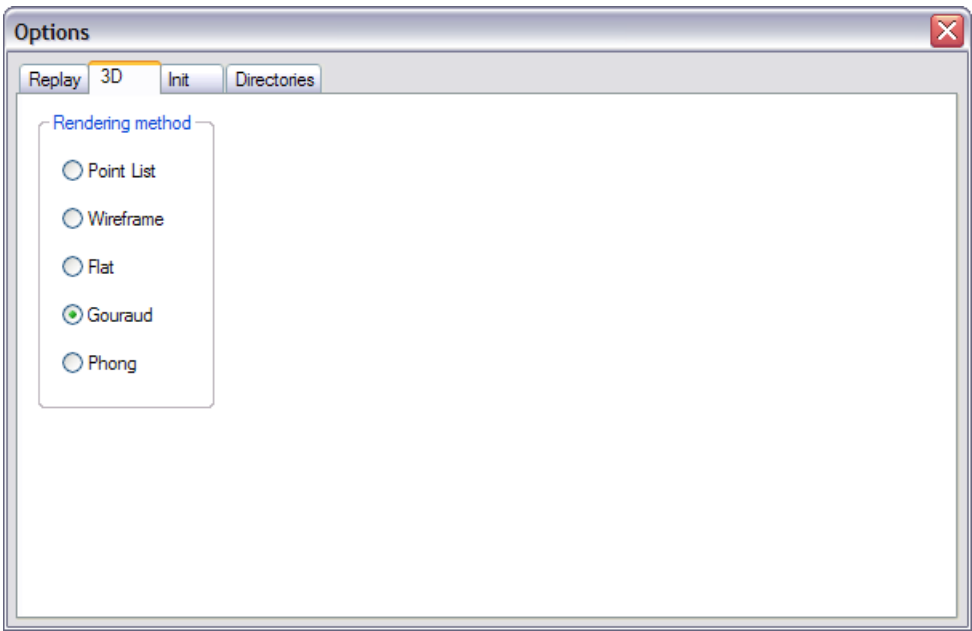 Options
Replay 3D Init Directories
Rendering method
Point List
Wireframe
Flat
Gouraud
Phong